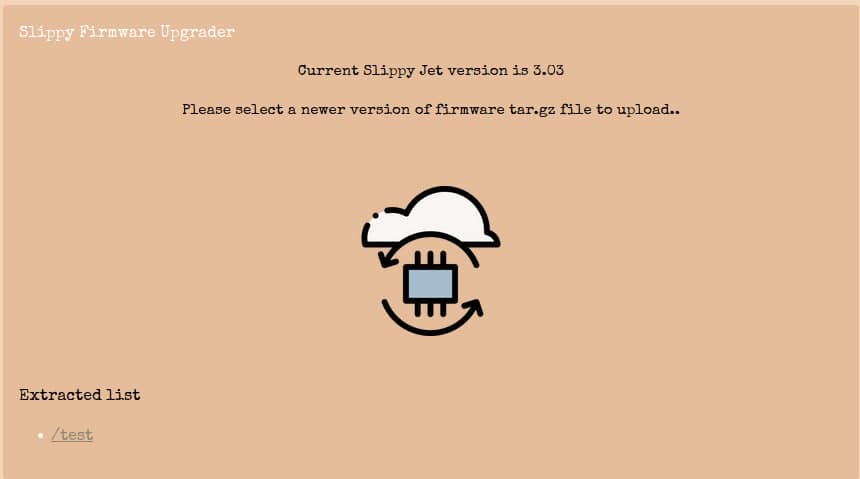 Slippy Firmware Upgrader
Current Slippy Jet version is 3.03
Please select a newer version of firmware tar.gz file to upload..
Extracted list
/test